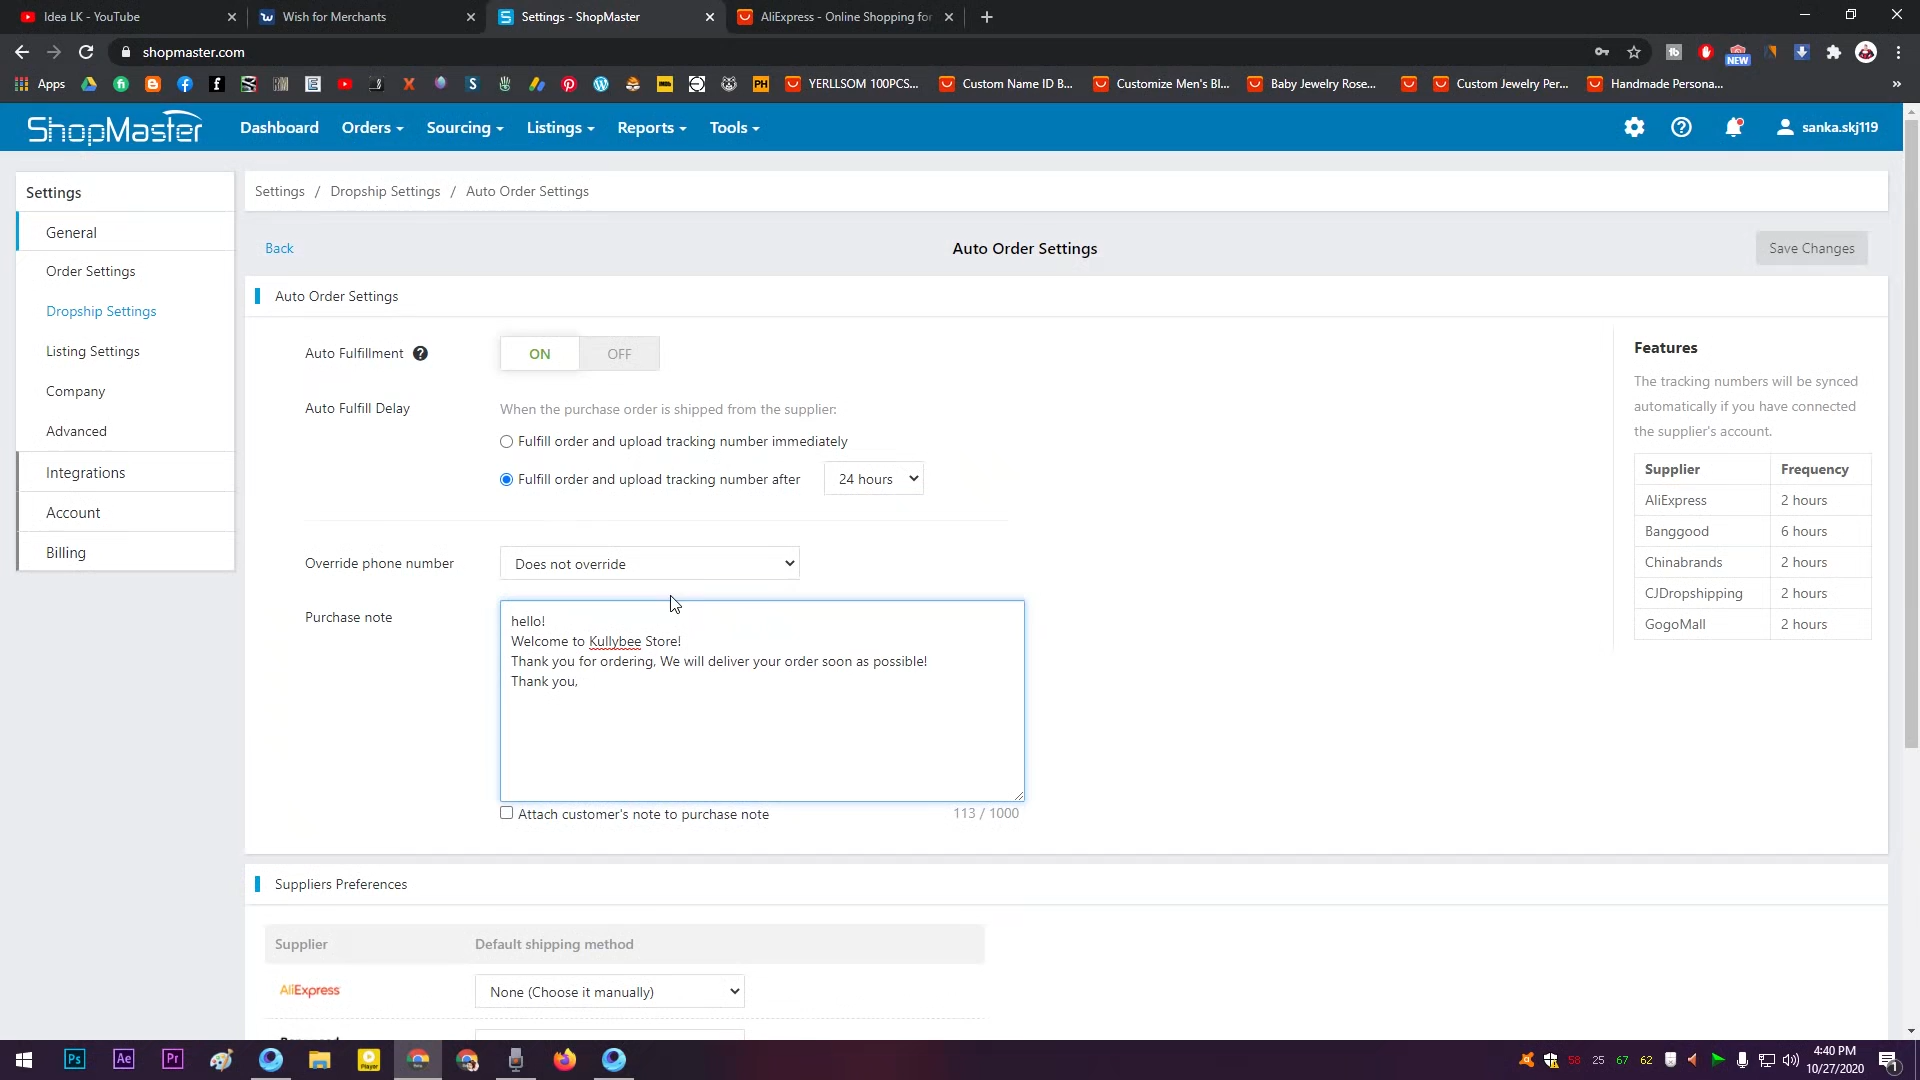 Idea LK - YouTube
Wish for Merchants
Settings - ShopMaster
AliExpress - Online Shopping for
shopmaster.com
NEW
Apps
YERLLSOM 100PCS...
Custom Name ID B...
Customize Men's Bl...
Baby Jewelry Rose...
Custom Jewelry Per...
Handmade Persona...
ShopMaster
Dashboard
Orders
Sourcing
Listings
Reports
Tools
sanka.skj119
Settings
General
Order Settings
Dropship Settings
Listing Settings
Company
Advanced
Integrations
Account
Billing
Settings / Dropship Settings / Auto Order Settings
Back
Auto Order Settings
Save Changes
Auto Order Settings
Auto Fulfillment
ON
OFF
Auto Fulfill Delay
When the purchase order is shipped from the supplier:
Fulfill order and upload tracking number immediately
Fulfill order and upload tracking number after
24 hours
Override phone number
Does not override
Purchase note
hello!
Welcome to Kullybee Store!
Thank you for ordering, We will deliver your order soon as possible!
Thank you,
Attach customer's note to purchase note
113 / 1000
Features
The tracking numbers will be synced
automatically if you have connected
the supplier's account.
Supplier Frequency
AliExpress 2 hours
Banggood 6 hours
Chinabrands 2 hours
CJDropshipping 2 hours
GogoMall 2 hours
Suppliers Preferences
Supplier
Default shipping method
AliExpress
None (Choose it manually)
Ps
Ae
Pr
Player
58 25 67 62
4:40 PM
10/27/2020
1